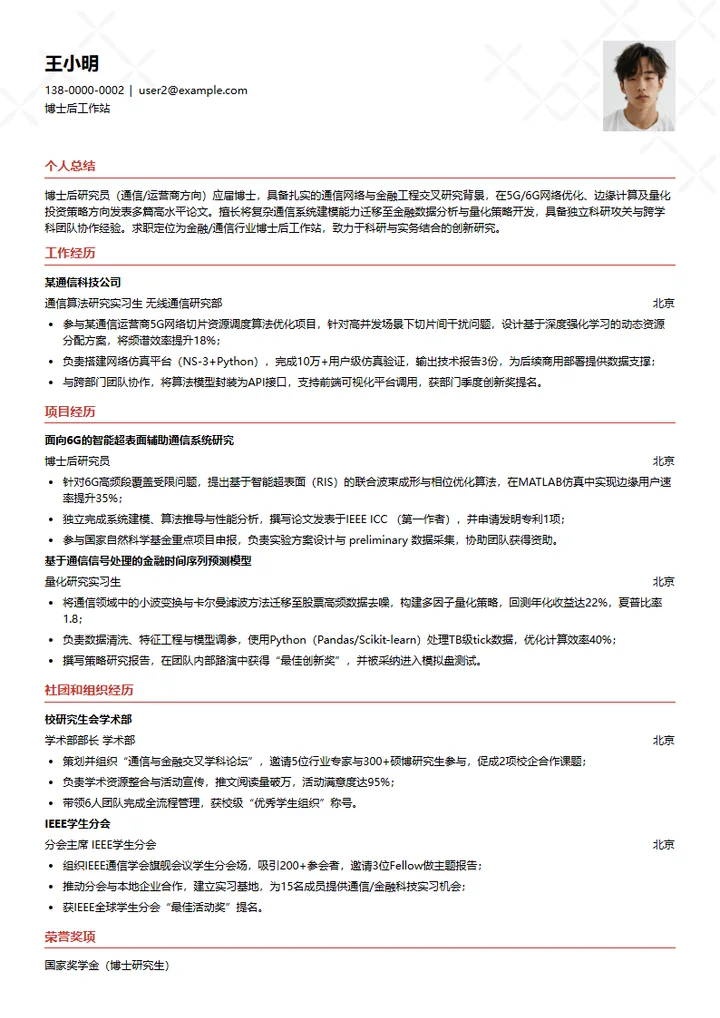 王小明
138-0000-0002 | user2@example.com
博士后工作站
个人总结
博士后研究员（通信/运营商方向）应届博士，具备扎实的通信网络与金融工程交叉研究背景，在5G/6G网络优化、边缘计算及量化
投资策略方向发表多篇高水平论文。擅长将复杂通信系统建模能力迁移至金融数据分析与量化策略开发，具备独立科研攻关与跨学
科团队协作经验。求职定位为金融/通信行业博士后工作站，致力于科研与实务结合的创新研究。
工作经历
某通信科技公司
通信算法研究实习生 无线通信研究部 北京
• 参与某通信运营商5G网络切片资源调度算法优化项目，针对高并发场景下切片间干扰问题，设计基于深度强化学习的动态资源
分配方案，将频谱效率提升18%；
• 负责搭建网络仿真平台（NS-3+Python），完成10万+用户级仿真验证，输出技术报告3份，为后续商用部署提供数据支撑；
• 与跨部门团队协作，将算法模型封装为API接口，支持前端可视化平台调用，获部门季度创新奖提名。
项目经历
面向6G的智能超表面辅助通信系统研究
博士后研究员 北京
• 针对6G高频段覆盖受限问题，提出基于智能超表面（RIS）的联合波束成形与相位优化算法，在MATLAB仿真中实现边缘用户速
率提升35%；
• 独立完成系统建模、算法推导与性能分析，撰写论文发表于IEEE ICC （第一作者），并申请发明专利1项；
• 参与国家自然科学基金重点项目申报，负责实验方案设计与 preliminary 数据采集，协助团队获得资助。
基于通信信号处理的金融时间序列预测模型
量化研究实习生 北京
• 将通信领域中的小波变换与卡尔曼滤波方法迁移至股票高频数据去噪，构建多因子量化策略，回测年化收益达22%，夏普比率
1.8；
• 负责数据清洗、特征工程与模型调参，使用Python（Pandas/Scikit-learn）处理TB级tick数据，优化计算效率40%；
• 撰写策略研究报告，在团队内部路演中获得“最佳创新奖”，并被采纳进入模拟盘测试。
社团和组织经历
校研究生会学术部
学术部部长 学术部 北京
• 策划并组织“通信与金融交叉学科论坛”，邀请5位行业专家与300+硕博研究生参与，促成2项校企合作课题；
• 负责学术资源整合与活动宣传，推文阅读量破万，活动满意度达95%；
• 带领6人团队完成全流程管理，获校级“优秀学生组织”称号。
IEEE学生分会
分会主席 IEEE学生分会 北京
• 组织IEEE通信学会旗舰会议学生分会场，吸引200+参会者，邀请3位Fellow做主题报告；
• 推动分会与本地企业合作，建立实习基地，为15名成员提供通信/金融科技实习机会；
• 获IEEE全球学生分会“最佳活动奖”提名。
荣誉奖项
国家奖学金（博士研究生）